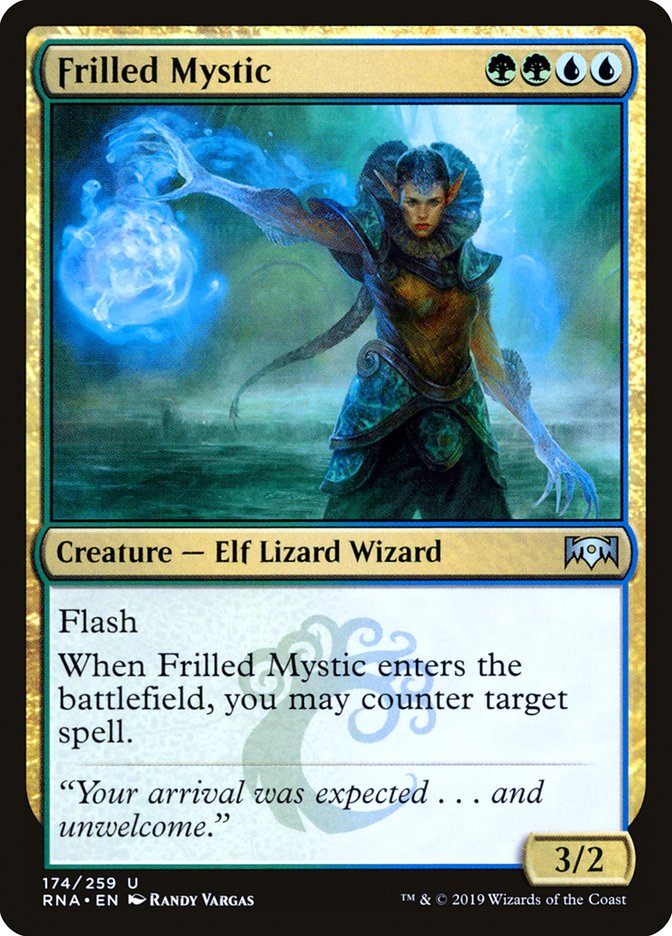 Frilled Mystic
Creature — Elf Lizard Wizard
Flash
When Frilled Mystic enters the
battlefield, you may counter target
spell.
“Your arrival was expected . . . and
unwelcome.”
3/2
174/259 U
RNA • EN Randy Vargas
™ & © 2019 Wizards of the Coast